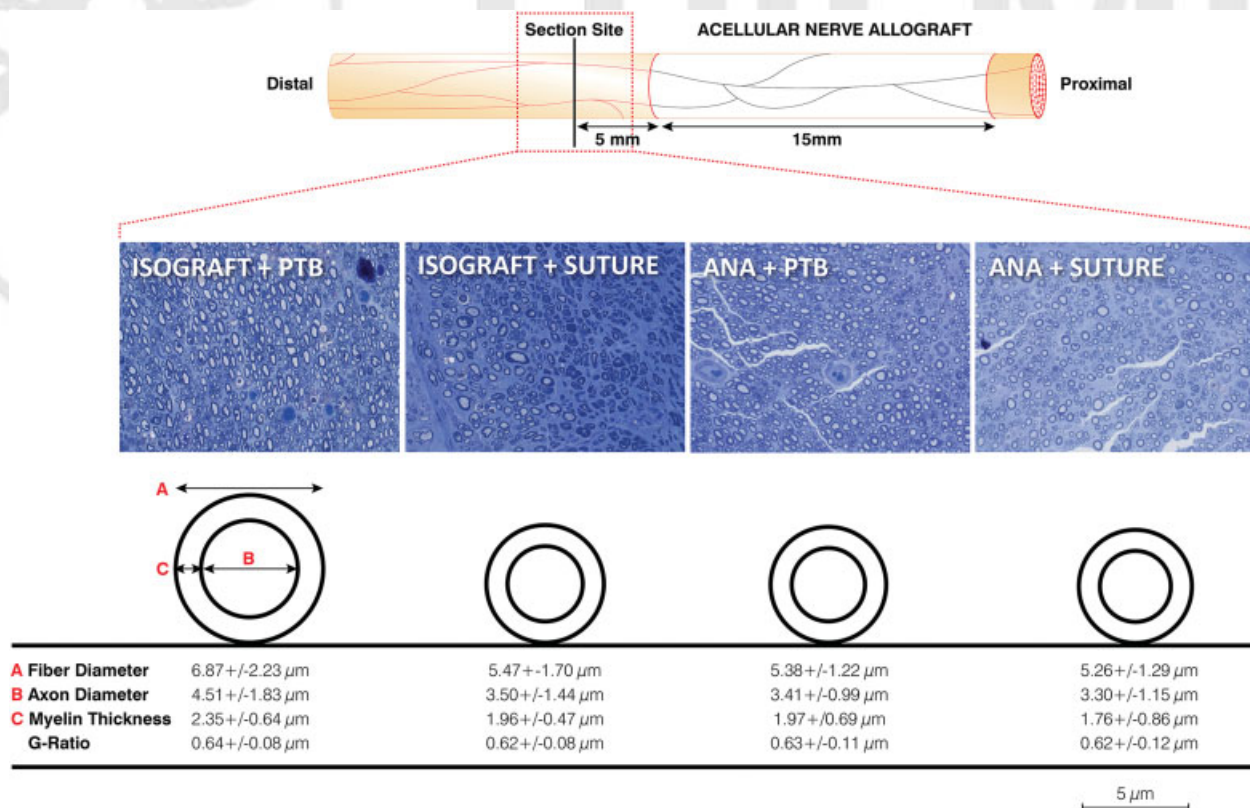 Section Site
ACELLULAR NERVE ALLOGRAFT
Distal
Proximal
5 mm
15mm
ISOGRAFT + PTB
ISOGRAFT + SUTURE
ANA + PTB
ANA + SUTURE
A
C
B
A Fiber Diameter 6.87+/-2.23 µm 5.47+-1.70 µm 5.38+/-1.22 µm 5.26+/-1.29 µm
B Axon Diameter 4.51+/-1.83 µm 3.50+-1.44 µm 3.41+/-0.99 µm 3.30+/-1.15 µm
C Myelin Thickness 2.35+/-0.64 µm 1.96+/-0.47 µm 1.97+/0.69 µm 1.76+/-0.86 µm
G-Ratio 0.64+/-0.08 µm 0.62+/-0.08 µm 0.63+/-0.11 µm 0.62+/-0.12 µm
5 µm